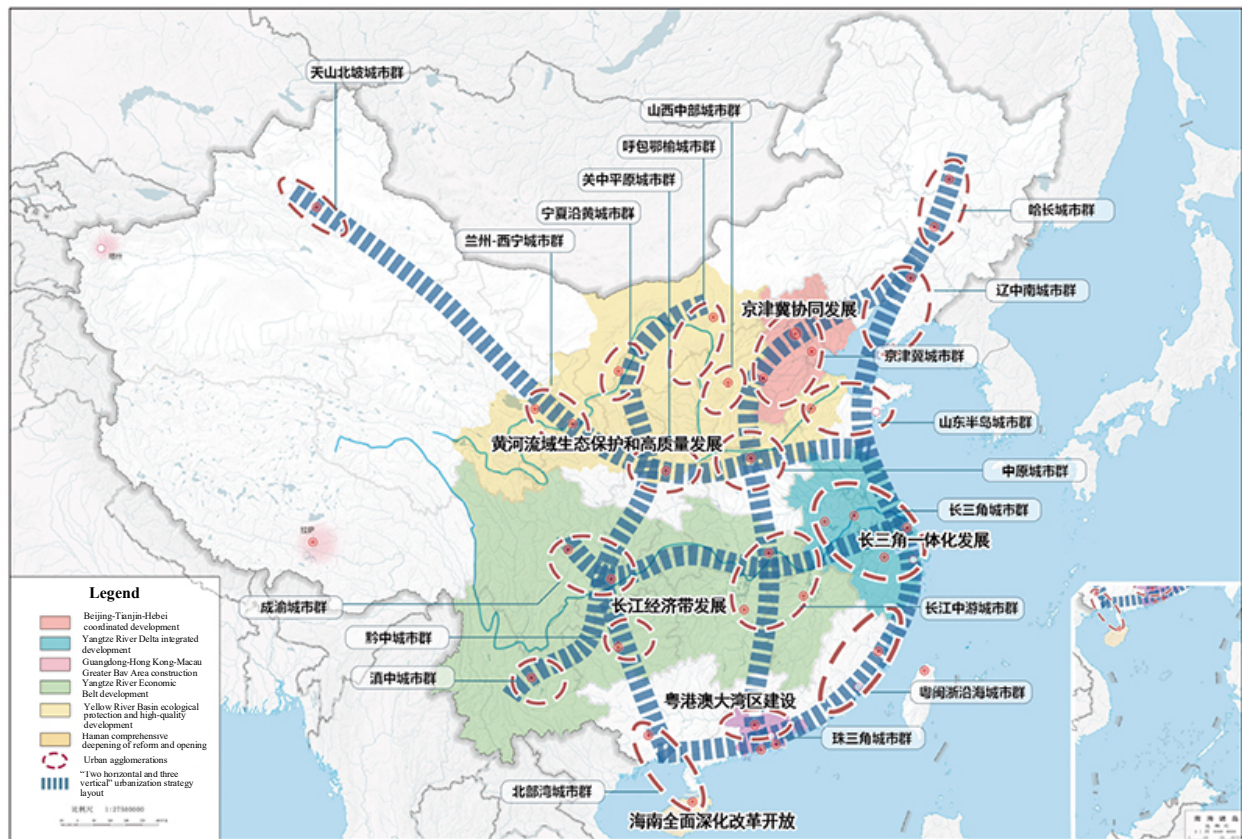 天山北坡城市群
山西中部城市群
呼包鄂榆城市群
关中平原城市群
宁夏沿黄城市群
兰州-西宁城市群
哈长城市群
辽中南城市群
京津冀协同发展
京津冀城市群
山东半岛城市群
黄河流域生态保护和高质量发展
中原城市群
长三角城市群
长三角一体化发展
拉萨
成渝城市群
长江经济带发展
长江中游城市群
黔中城市群
滇中城市群
粤港澳大湾区建设
粤闽浙沿海城市群
珠三角城市群
北部湾城市群
海南全面深化改革开放
Legend
Beijing-Tianjin-Hebei
coordinated development
Yangtze River Delta integrated
development
Guangdong-Hong Kong-Macau
Greater Bay Area construction
Yangtze River Economic
Belt development
Yellow River Basin ecological
protection and high-quality
development
Hainan comprehensive
deepening of reform and opening
Urban agglomerations
"Two horizontal and three
vertical" urbanization strategy
layout
比例尺 1:27500000
南海诸岛